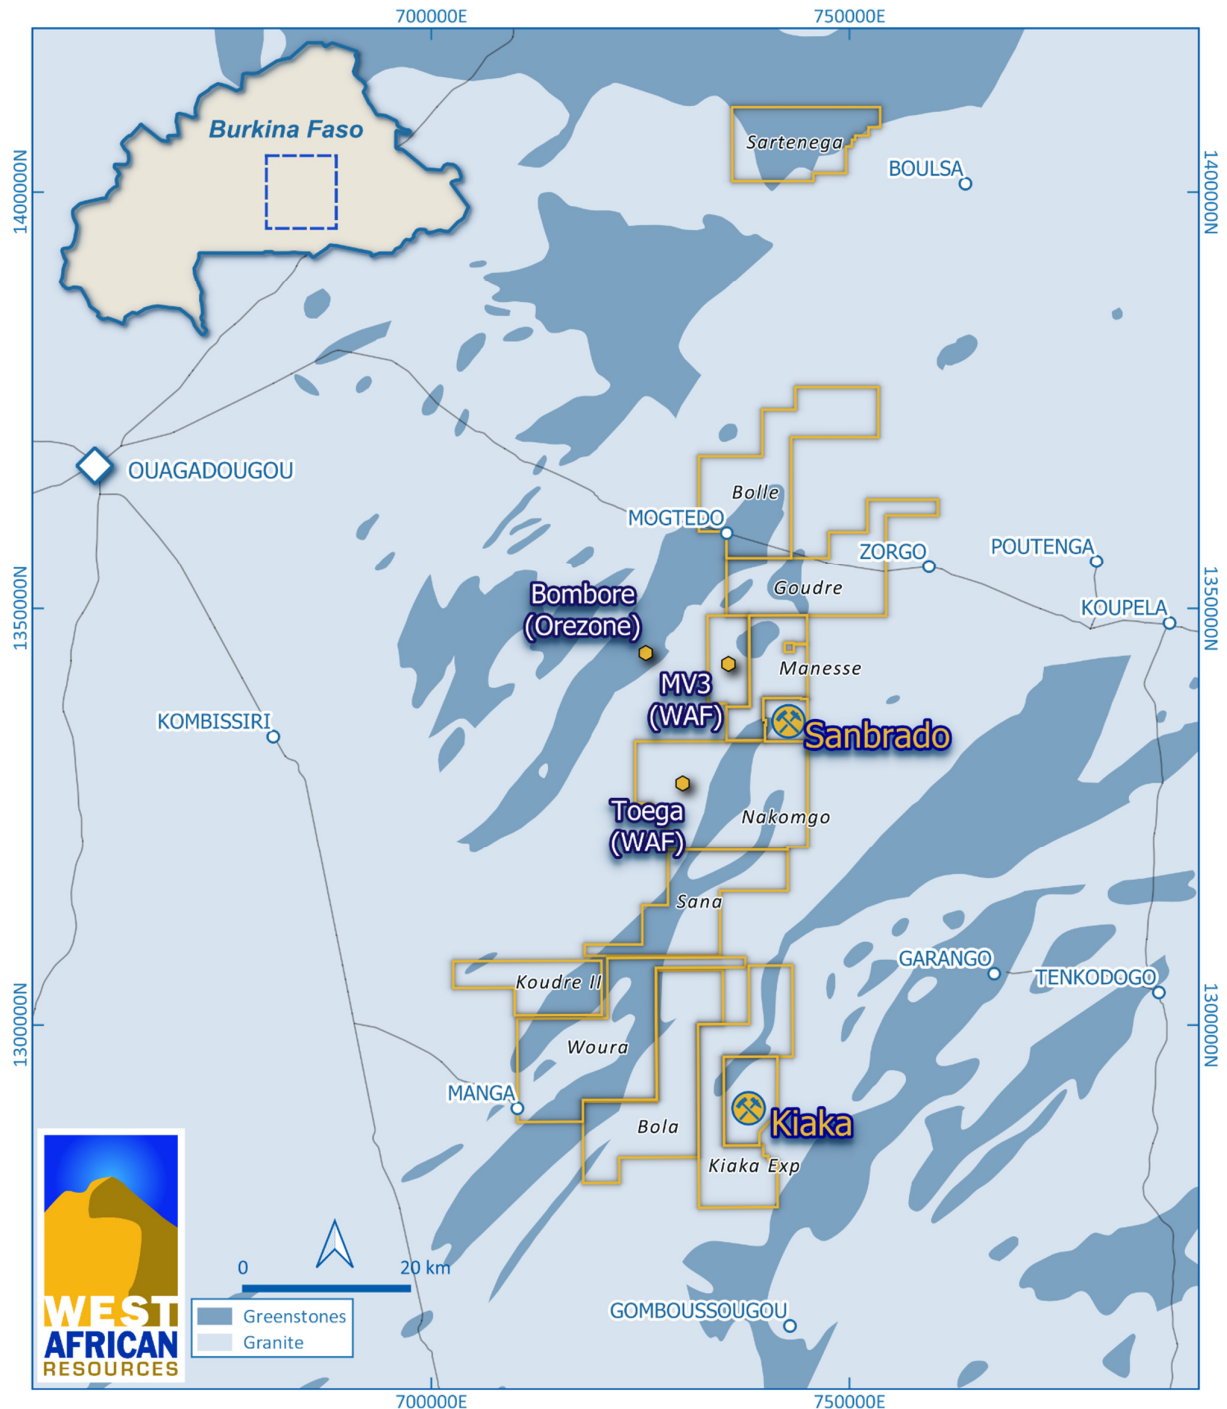 700000E
750000E
Burkina Faso
Sartenega
BOULSA
1400000N
1400000N
OUAGADOUGOU
Bolle
MOGTEDO
ZORGO
POUTENGA
Goudre
KOUPELA
1350000N
1350000N
Bombore
(Orezone)
MV3
(WAF)
Manesse
Sanbrado
KOMBISSIRI
Toega
(WAF)
Nakomgo
Sana
GARANGO
TENKODOGO
Koudre II
1300000N
1300000N
Woura
MANGA
Bola
Kiaka
Kiaka Exp
0
20 km
GOMBOUSSOUGOU
Greenstones
Granite
WEST
AFRICAN
RESOURCES
700000E
750000E